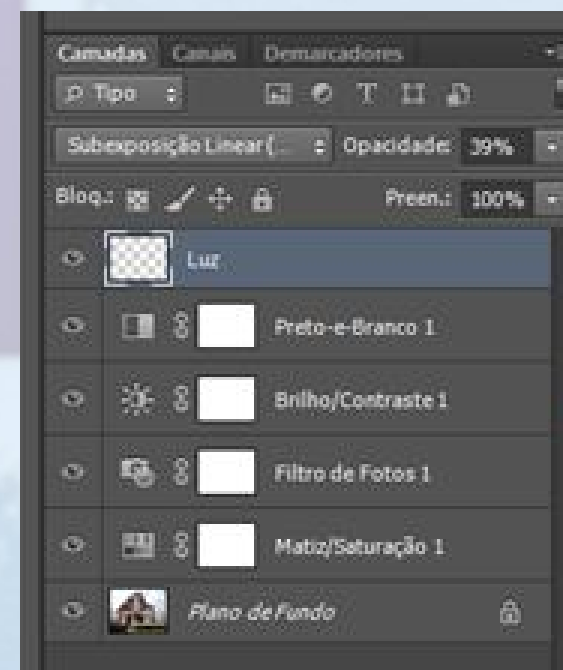 Camadas Canais Demarcadores
Tipo
Subexposição Linear (... Opacidade: 39%
Bloq.: Preen.: 100%
Luz
Preto-e-Branco 1
Brilho/Contraste 1
Filtro de Fotos 1
Matiz/Saturação 1
Plano de Fundo